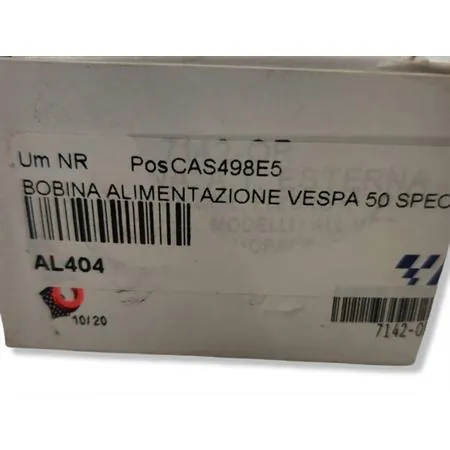 Um NR PosCAS498E5
BOBINA ALIMENTAZIONE VESPA 50 SPEC
AL404
10/20
7142-0